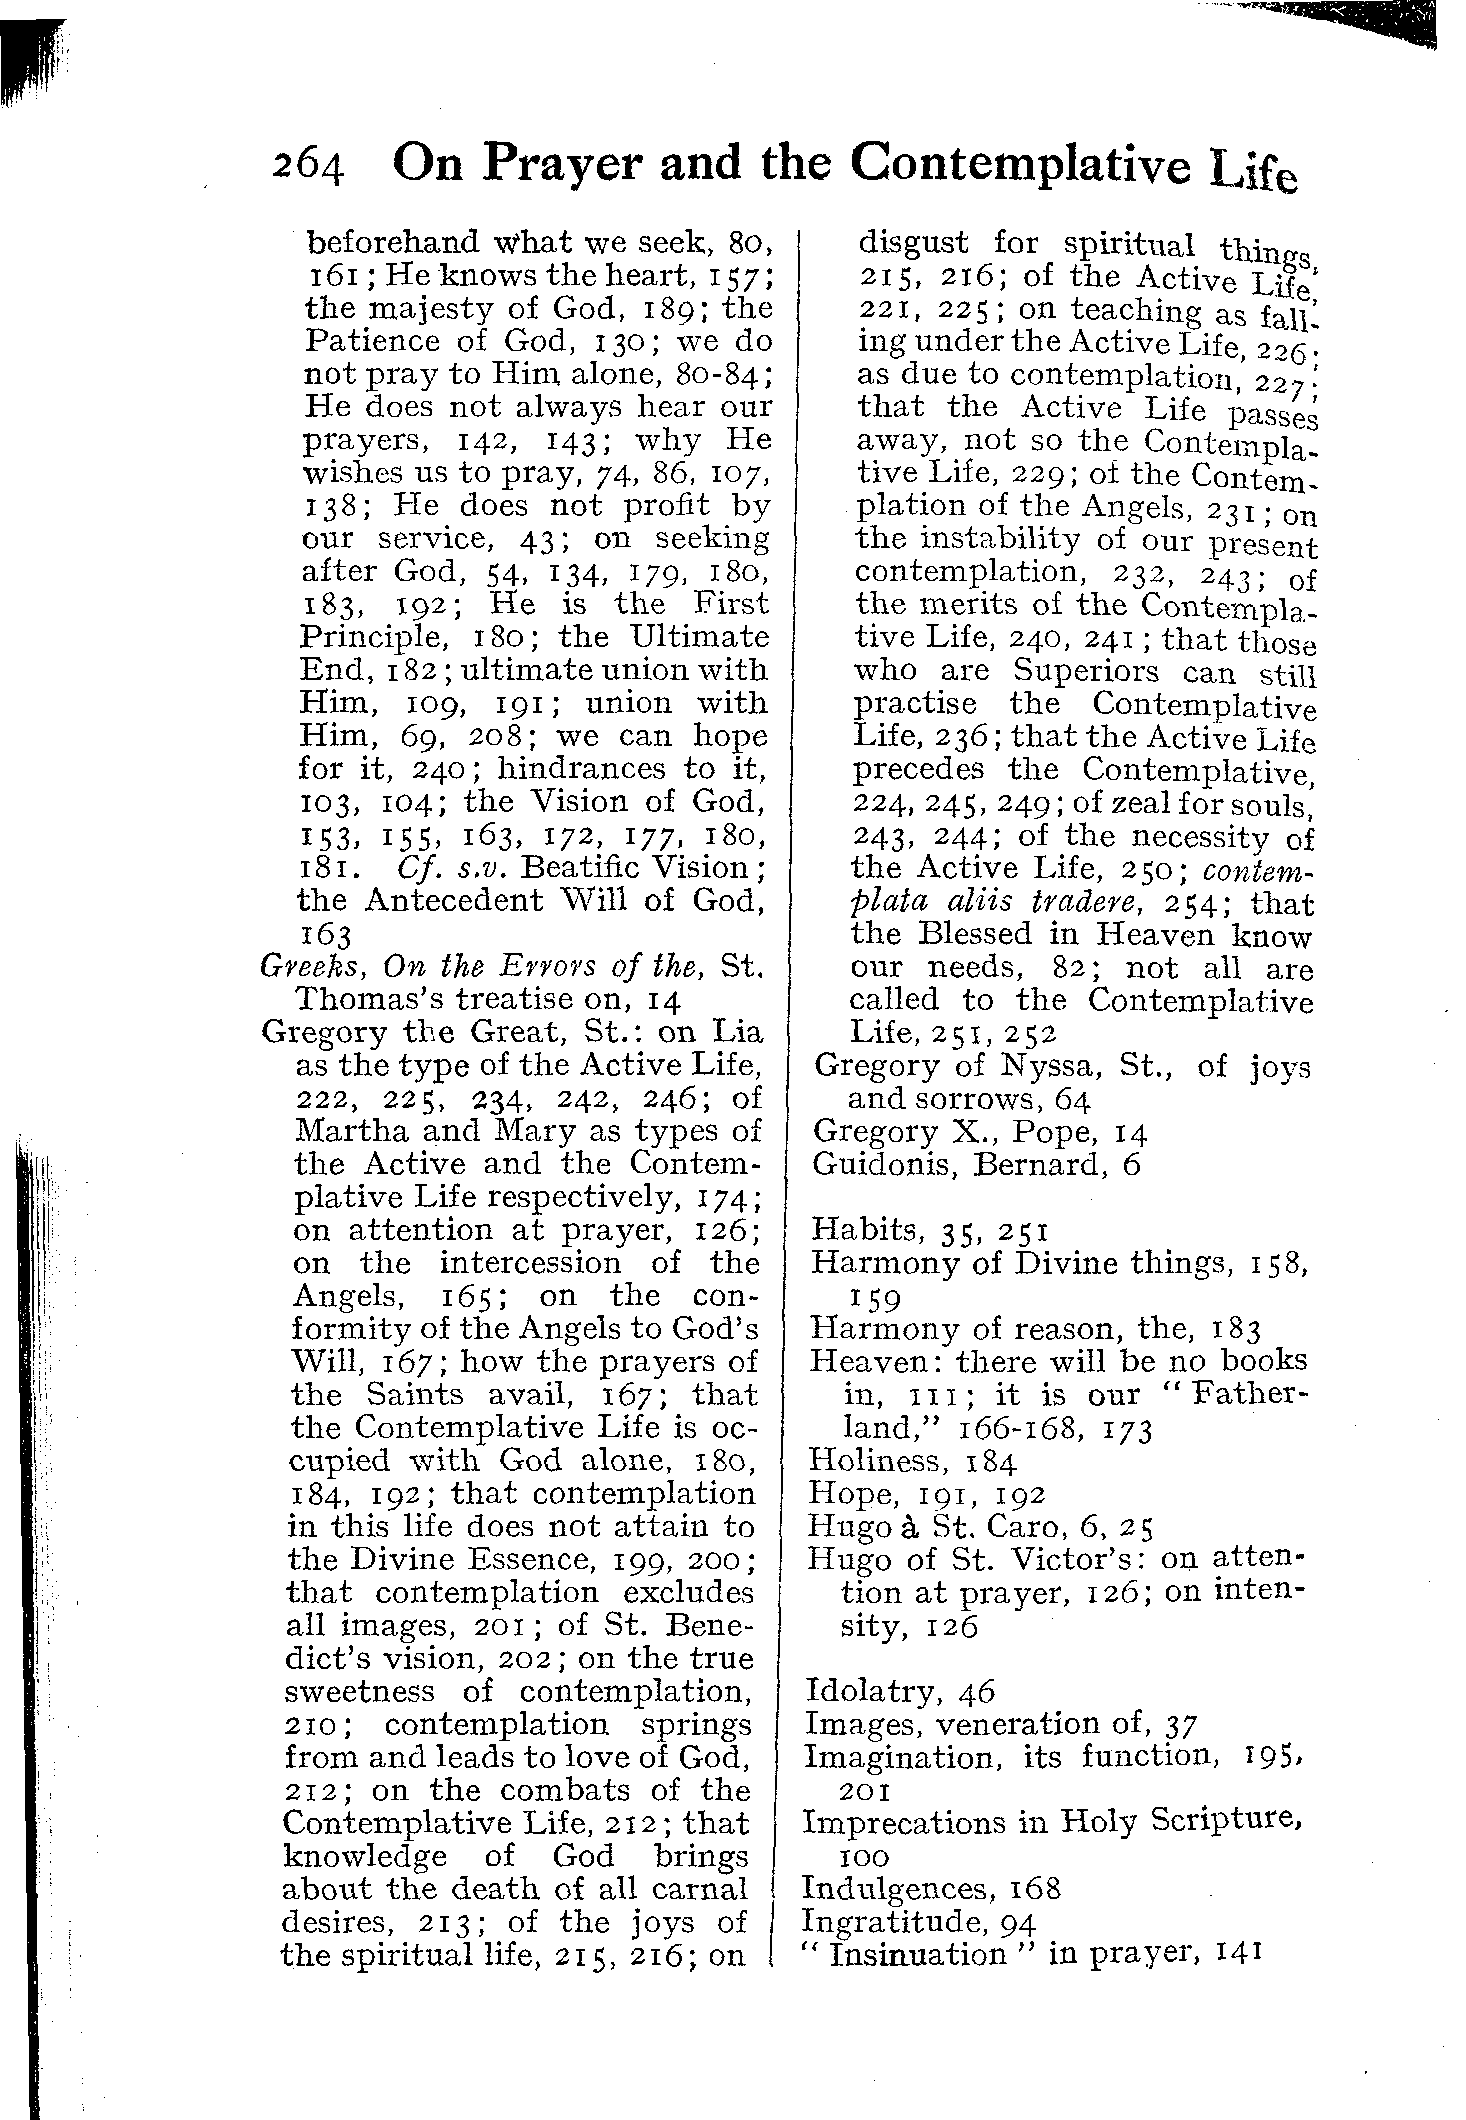 264 On Prayer and the Contemplative Life
beforehand what we seek, 80,
161; He knows the heart, 157;
the majesty of God, 189; the
Patience of God, 130; we do
not pray to Him alone, 80-84;
He does not always hear our
prayers, 142, 143; why He
wishes us to pray, 74, 86, 107,
138; He does not profit by
our service, 43; on seeking
after God, 54, 134, 179, 180,
183, 192; He is the First
Principle, 180; the Ultimate
End, 182; ultimate union with
Him, 109, 191; union with
Him, 69, 208; we can hope
for it, 240; hindrances to it,
103, 104; the Vision of God,
153, 155, 163, 172, 177, 180,
181. Cf. s.v. Beatific Vision;
the Antecedent Will of God,
163
Greeks, On the Errors of the, St.
Thomas's treatise on, 14
Gregory the Great, St.: on Lia
as the type of the Active Life,
222, 225, 234, 242, 246; of
Martha and Mary as types of
the Active and the Contem-
plative Life respectively, 174;
on attention at prayer, 126;
on the intercession of the
Angels, 165; on the con-
formity of the Angels to God's
Will, 167; how the prayers of
the Saints avail, 167; that
the Contemplative Life is oc-
cupied with God alone, 180,
184, 192; that contemplation
in this life does not attain to
the Divine Essence, 199, 200;
that contemplation excludes
all images, 201; of St. Bene-
dict's vision, 202; on the true
sweetness of contemplation,
210; contemplation springs
from and leads to love of God,
212; on the combats of the
Contemplative Life, 212; that
knowledge of God brings
about the death of all carnal
desires, 213; of the joys of
the spiritual life, 215, 216; on
disgust for spiritual things,
215, 216; of the Active Life,
221, 225; on teaching as fall-
ing under the Active Life, 226;
as due to contemplation, 227;
that the Active Life passes
away, not so the Contempla-
tive Life, 229; of the Contem-
plation of the Angels, 231; on
the instability of our present
contemplation, 232, 243; of
the merits of the Contempla-
tive Life, 240, 241; that those
who are Superiors can still
practise the Contemplative
Life, 236; that the Active Life
precedes the Contemplative,
224, 245, 249; of zeal for souls,
243, 244; of the necessity of
the Active Life, 250; contem-
plata aliis tradere, 254; that
the Blessed in Heaven know
our needs, 82; not all are
called to the Contemplative
Life, 251, 252
Gregory of Nyssa, St., of joys
and sorrows, 64
Gregory X., Pope, 14
Guidonis, Bernard, 6
Habits, 35, 251
Harmony of Divine things, 158,
159
Harmony of reason, the, 183
Heaven: there will be no books
in, 111; it is our "Father-
land," 166-168, 173
Holiness, 184
Hope, 191, 192
Hugo à St. Caro, 6, 25
Hugo of St. Victor's: on atten-
tion at prayer, 126; on inten-
sity, 126
Idolatry, 46
Images, veneration of, 37
Imagination, its function, 195,
201
Imprecations in Holy Scripture,
100
Indulgences, 168
Ingratitude, 94
"Insinuation" in prayer, 141